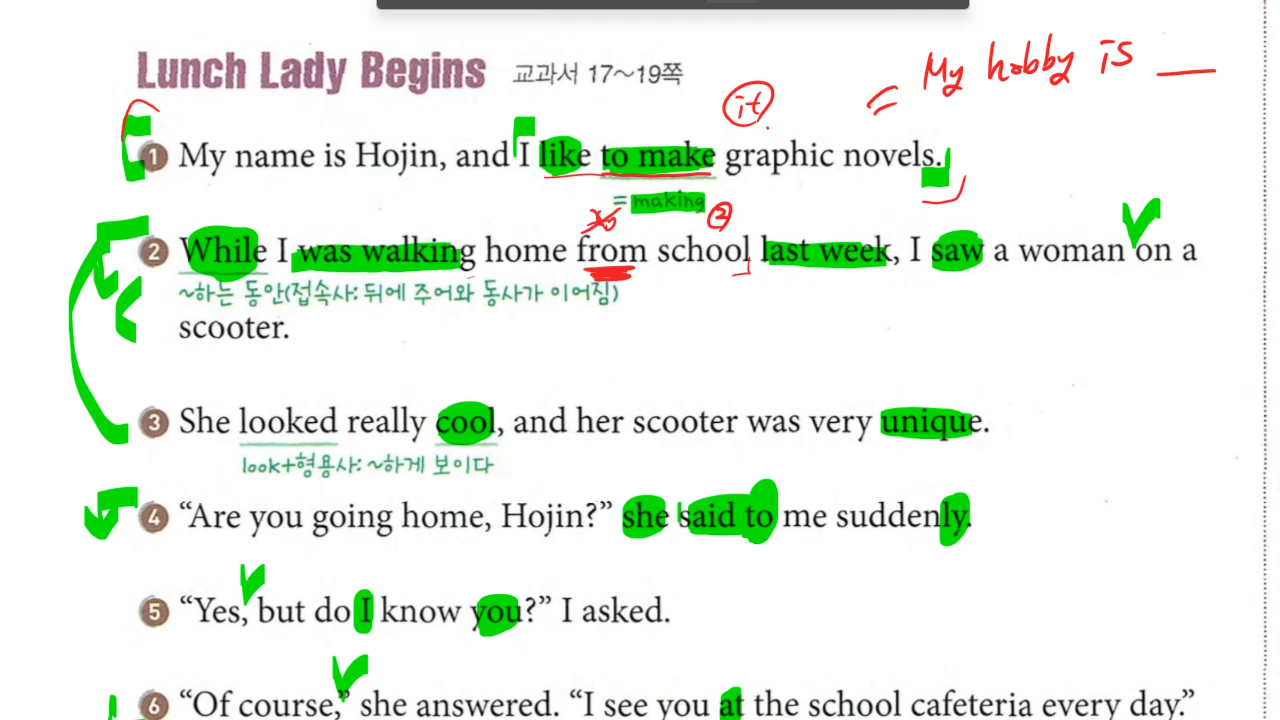 Lunch Lady Begins 교과서 17~19쪽
= My hobby is __
it
1 My name is Hojin, and I like to make graphic novels.
= making
2
2 While I was walking home from school last week, I saw a woman on a
~하는 동안(접속사: 뒤에 주어와 동사가 이어짐)
scooter.
3 She looked really cool, and her scooter was very unique.
look+형용사: ~하게 보이다
4 “Are you going home, Hojin?” she said to me suddenly.
5 “Yes, but do I know you?” I asked.
6 “Of course,” she answered. “I see you at the school cafeteria every day.”